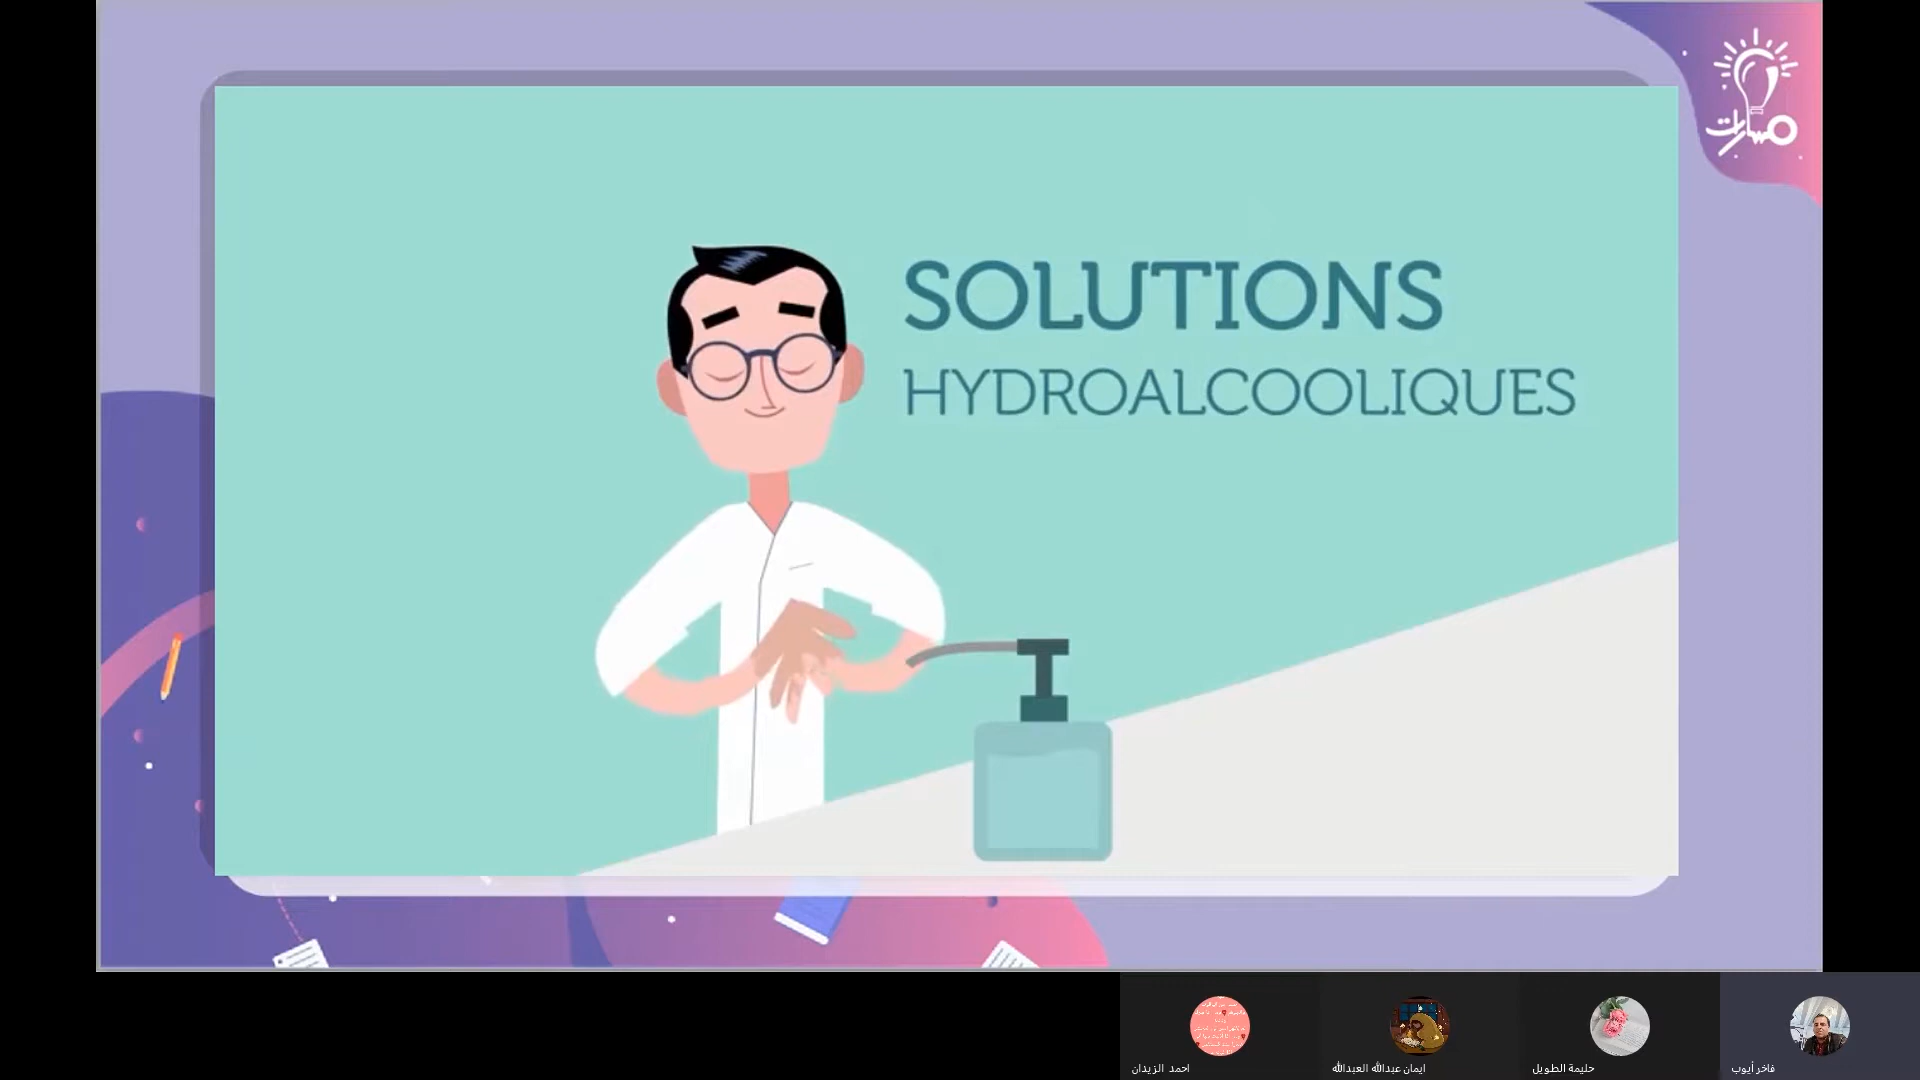 مسارات
SOLUTIONS
HYDROALCOOLIQUES
احمد الزيدان
ايمان عبدالله العبدالله
حليمة الطويل
فاخر أيوب